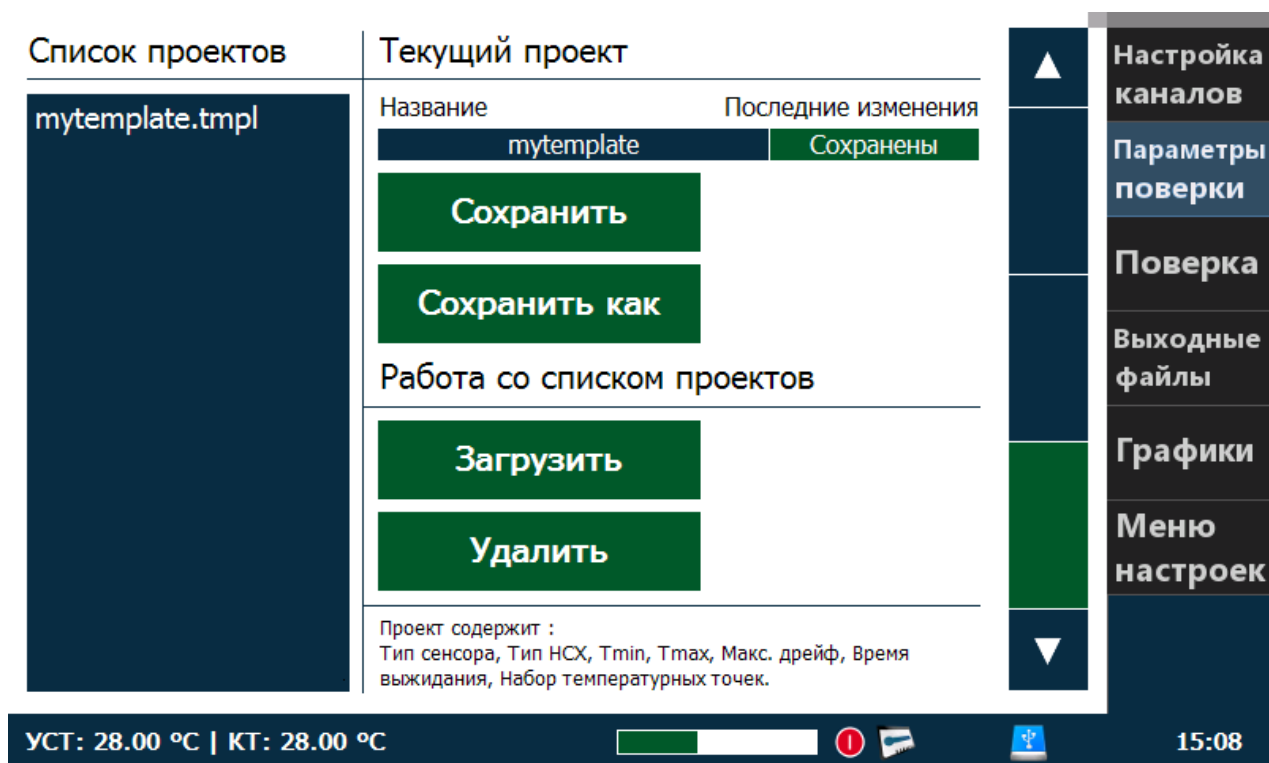 Список проектов
mytemplate.tmpl
Текущий проект
Название
Последние изменения
mytemplate
Сохранены
Сохранить
Сохранить как
Работа со списком проектов
Загрузить
Удалить
Проект содержит :
Тип сенсора, Тип НСХ, Tmin, Tmax, Макс. дрейф, Время
выжидания, Набор температурных точек.
▲
▼
Настройка
каналов
Параметры
поверки
Поверка
Выходные
файлы
Графики
Меню
настроек
УСТ: 28.00 ºC | КТ: 28.00 ºC
15:08